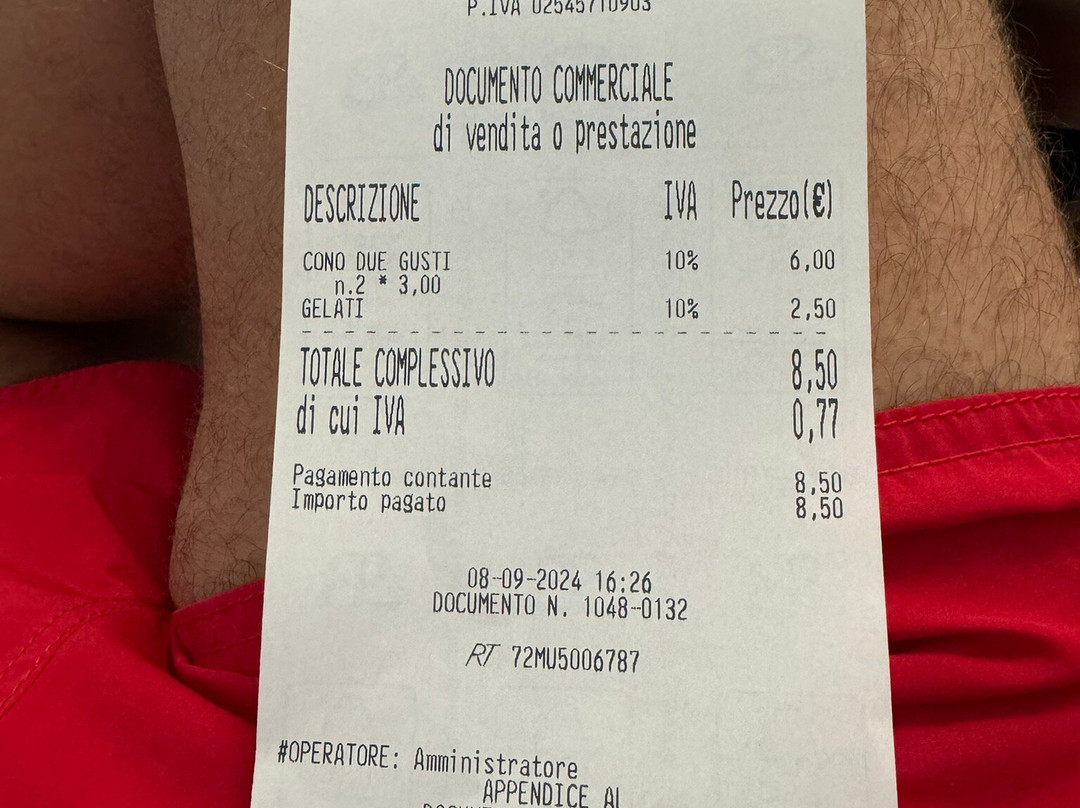 P.IVA 02545710903
DOCUMENTO COMMERCIALE
di vendita o prestazione
DESCRIZIONE IVA Prezzo(€)
CONO DUE GUSTI 10% 6,00
n.2 * 3,00
GELATI 10% 2,50
TOTALE COMPLESSIVO 8,50
di cui IVA 0,77
Pagamento contante 8,50
Importo pagato 8,50
08-09-2024 16:26
DOCUMENTO N. 1048-0132
RT 72MU5006787
#OPERATORE: Amministratore
APPENDICE AL